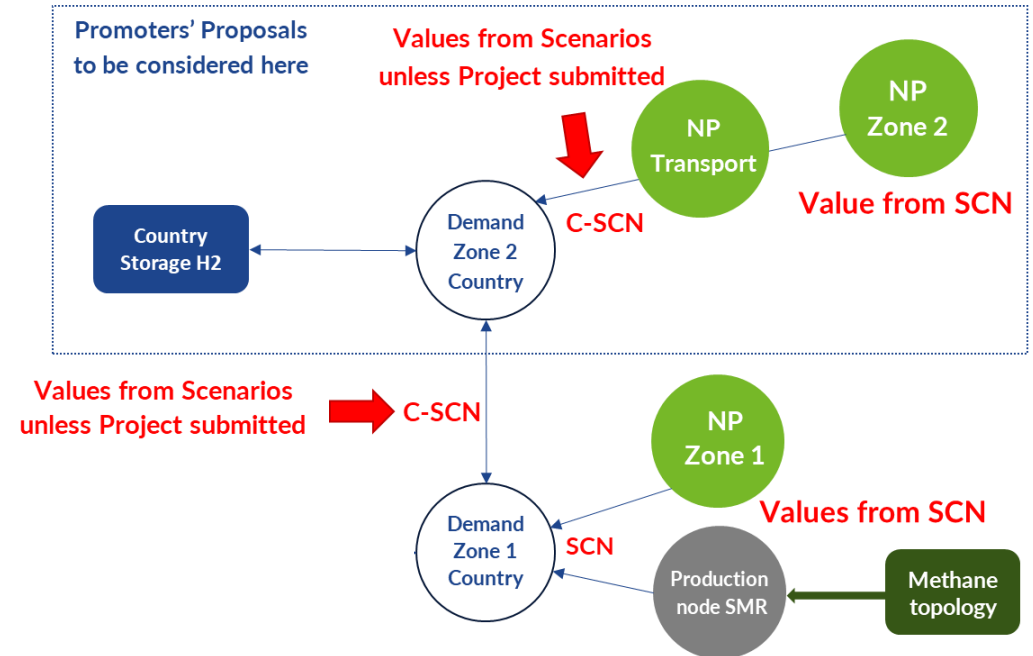 Promoters' Proposals
to be considered here
Values from Scenarios
unless Project submitted
NP
Transport
NP
Zone 2
Value from SCN
C-SCN
Demand
Zone 2
Country
Country
Storage H2
Values from Scenarios
unless Project submitted
C-SCN
NP
Zone 1
Values from SCN
Demand
Zone 1
Country
SCN
Production
node SMR
Methane
topology